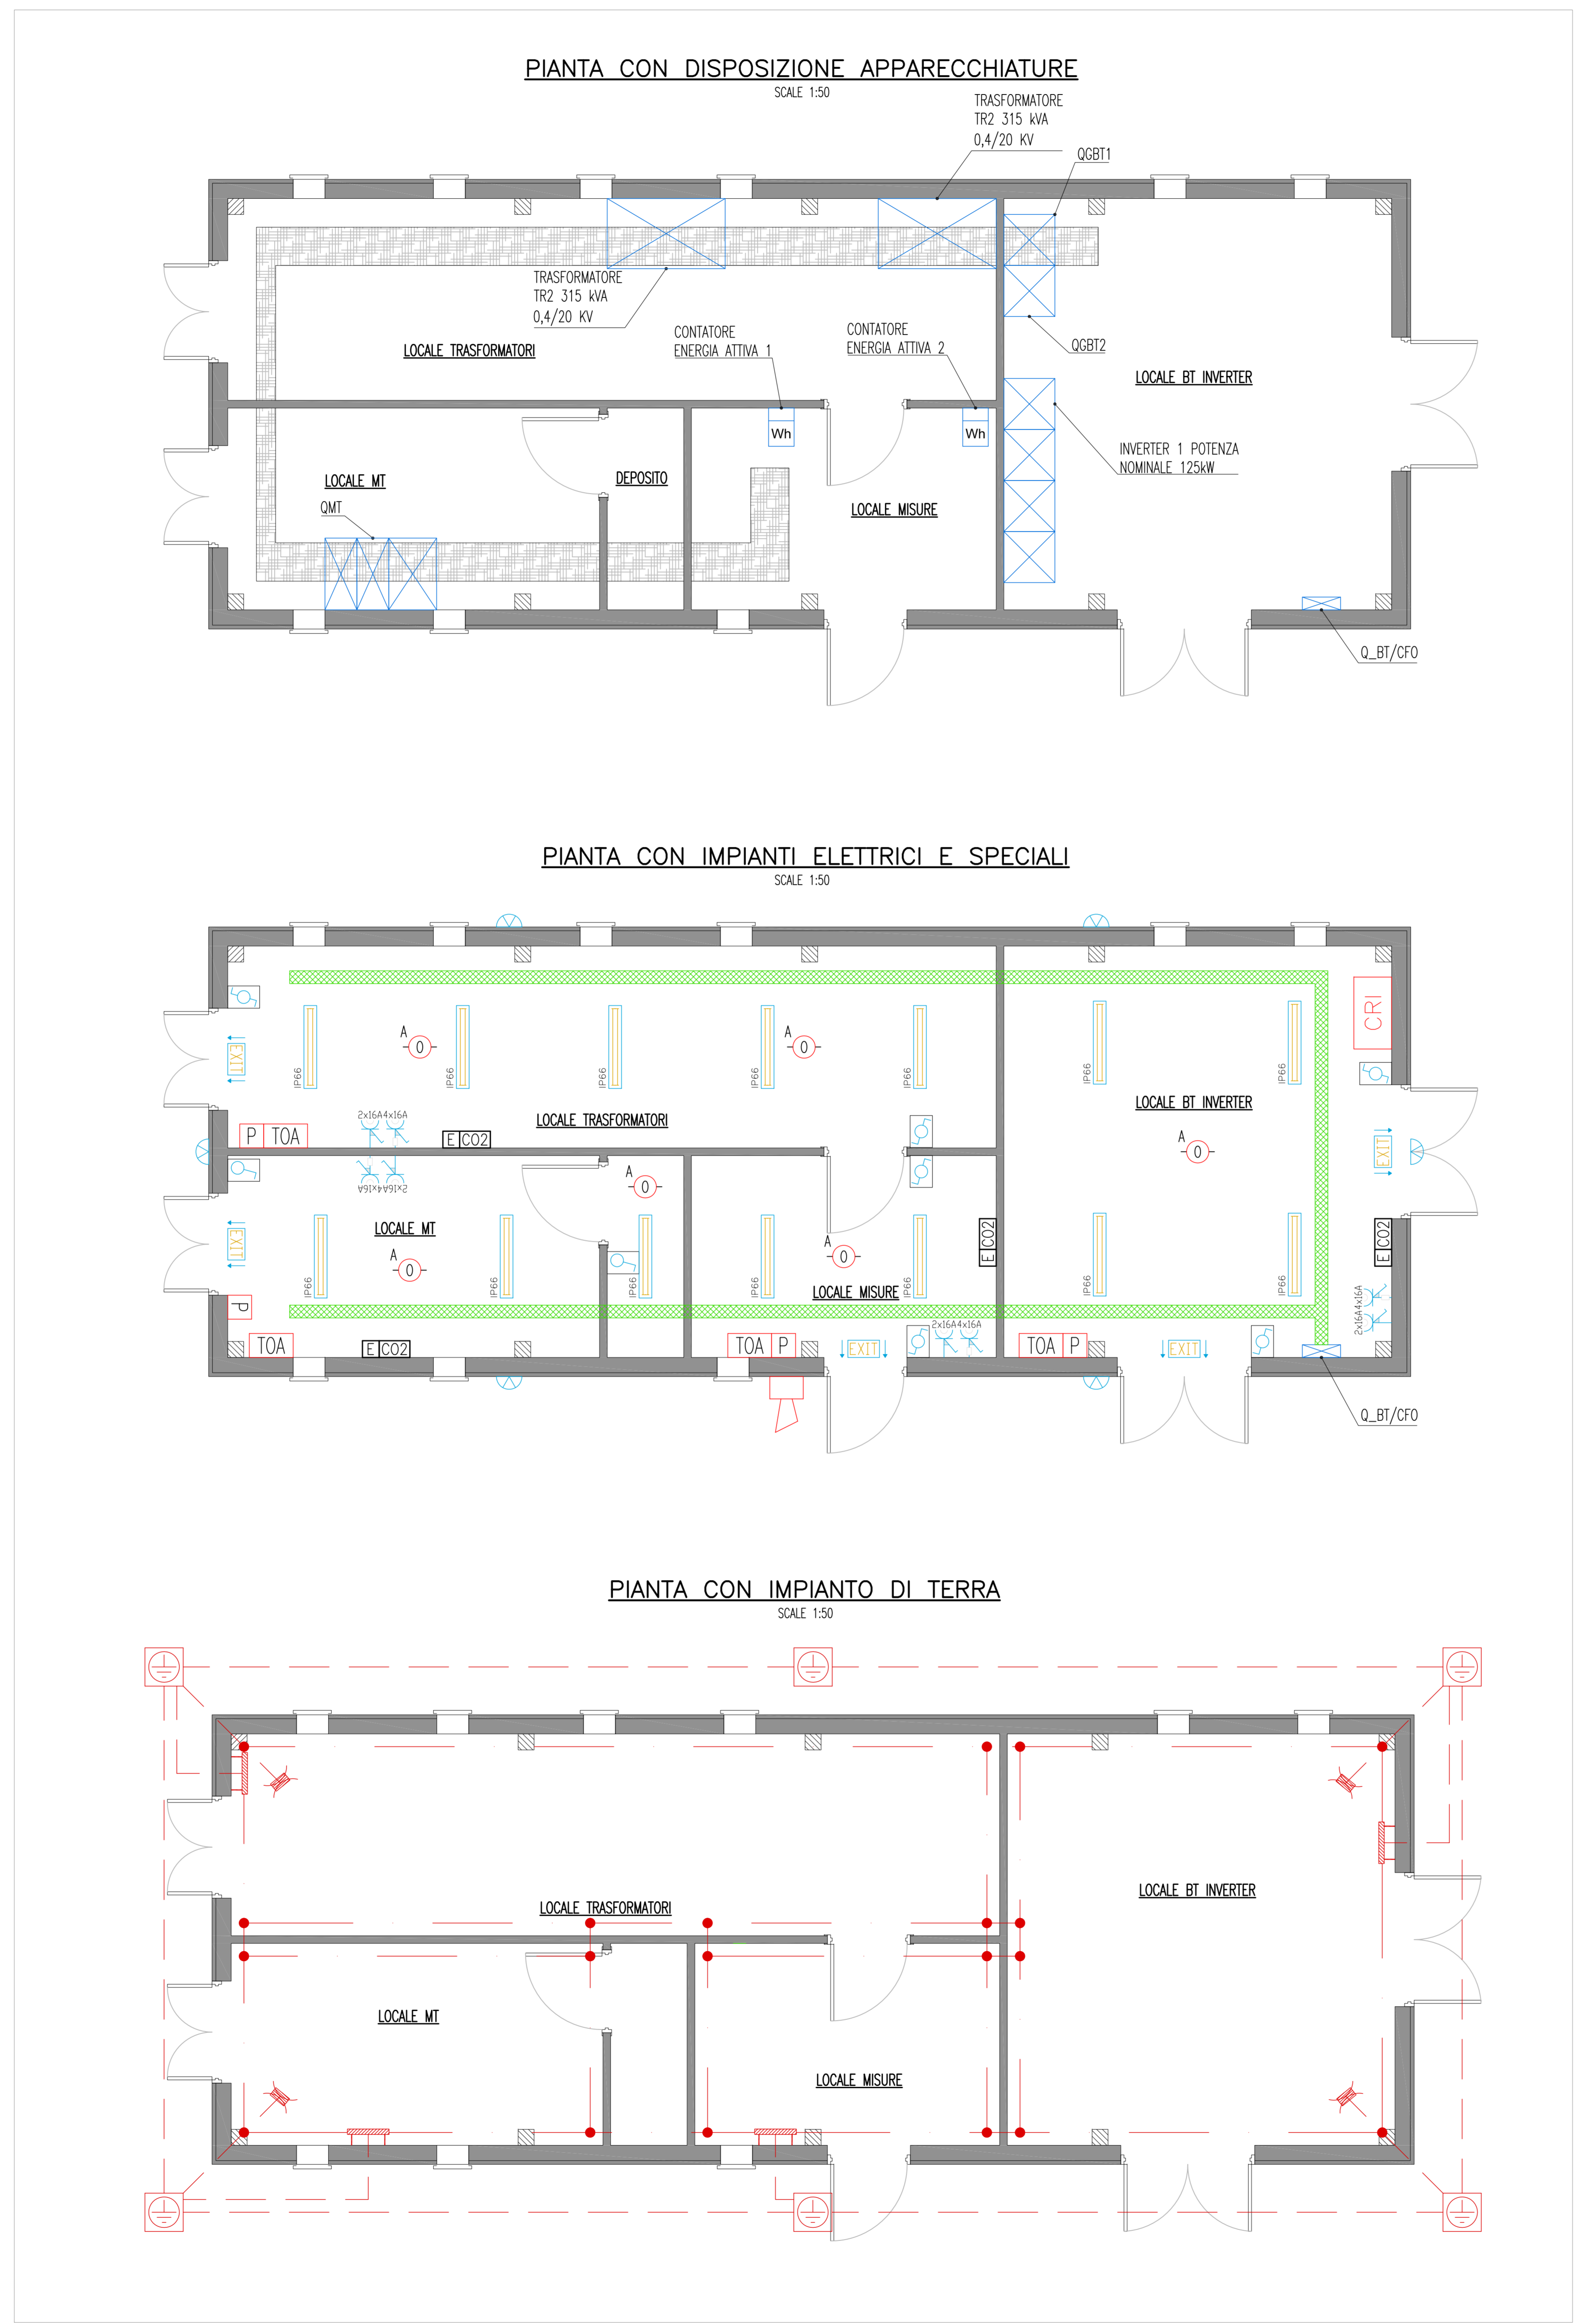 PIANTA CON DISPOSIZIONE APPARECCHIATURE
SCALE 1:50
TRASFORMATORE
TR2 315 kVA
0,4/20 KV
QGBT1
TRASFORMATORE
TR2 315 kVA
0,4/20 KV
CONTATORE
ENERGIA ATTIVA 1
CONTATORE
ENERGIA ATTIVA 2
QGBT2
LOCALE TRASFORMATORI
LOCALE BT INVERTER
Wh
Wh
INVERTER 1 POTENZA
NOMINALE 125kW
LOCALE MT
DEPOSITO
QMT
LOCALE MISURE
Q_BT/CFO
PIANTA CON IMPIANTI ELETTRICI E SPECIALI
SCALE 1:50
CRI
A
O
A
O
EXIT
IP66
IP66
IP66
IP66
IP66
IP66
IP66
LOCALE BT INVERTER
2x16A4x16A
LOCALE TRASFORMATORI
P TOA
E CO2
A
O
EXIT
2x16A4x16A
A
O
LOCALE MT
EXIT
A
O
A
O
E CO2
E CO2
IP66
IP66
IP66
IP66
IP66
IP66
IP66
LOCALE MISURE
P
2x16A4x16A
2x16A4x16A
TOA
E CO2
TOA P
EXIT
TOA P
EXIT
Q_BT/CFO
PIANTA CON IMPIANTO DI TERRA
SCALE 1:50
LOCALE BT INVERTER
LOCALE TRASFORMATORI
LOCALE MT
LOCALE MISURE